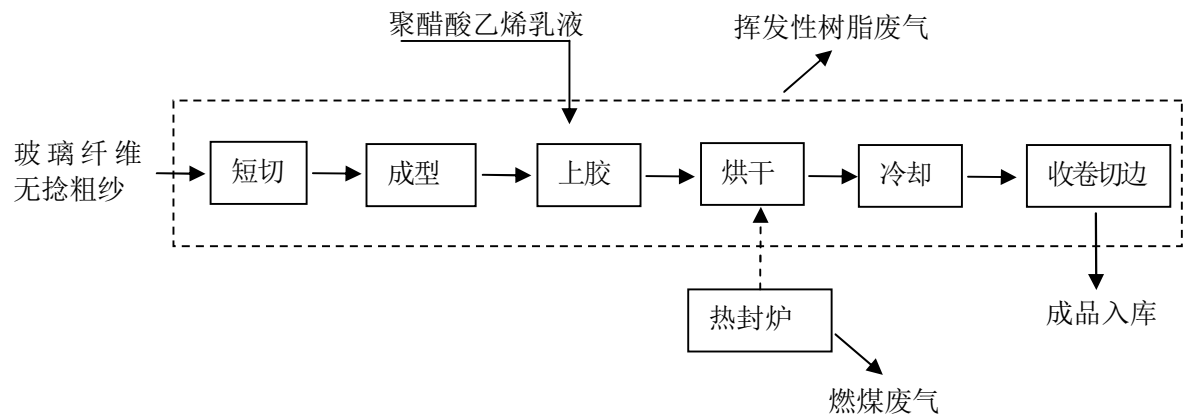 聚醋酸乙烯乳液
挥发性树脂废气
玻璃纤维
无捻粗纱
短切
成型
上胶
烘干
冷却
收卷切边
热封炉
成品入库
燃煤废气